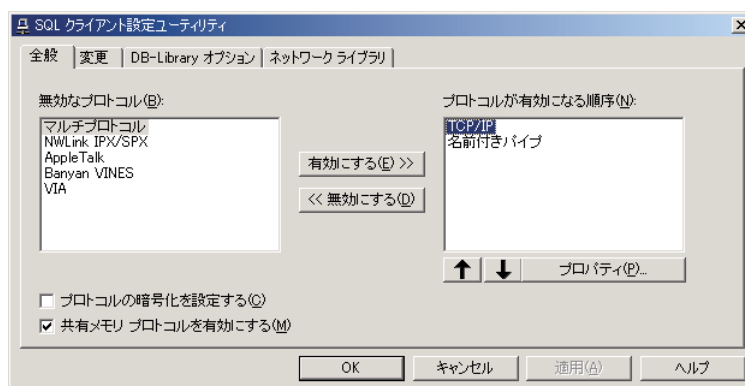 SQL クライアント設定ユーティリティ
全般 変更 DB-Library オプション ネットワーク ライブラリ
無効なプロトコル(B):
マルチプロトコル
NWLink IPX/SPX
AppleTalk
Banyan VINES
VIA
有効にする(E) >>
<< 無効にする(D)
プロトコルが有効になる順序(N):
TCP/IP
名前付きパイプ
プロパティ(P)...
プロトコルの暗号化を設定する(C)
共有メモリ プロトコルを有効にする(M)
OK キャンセル 適用(A) ヘルプ